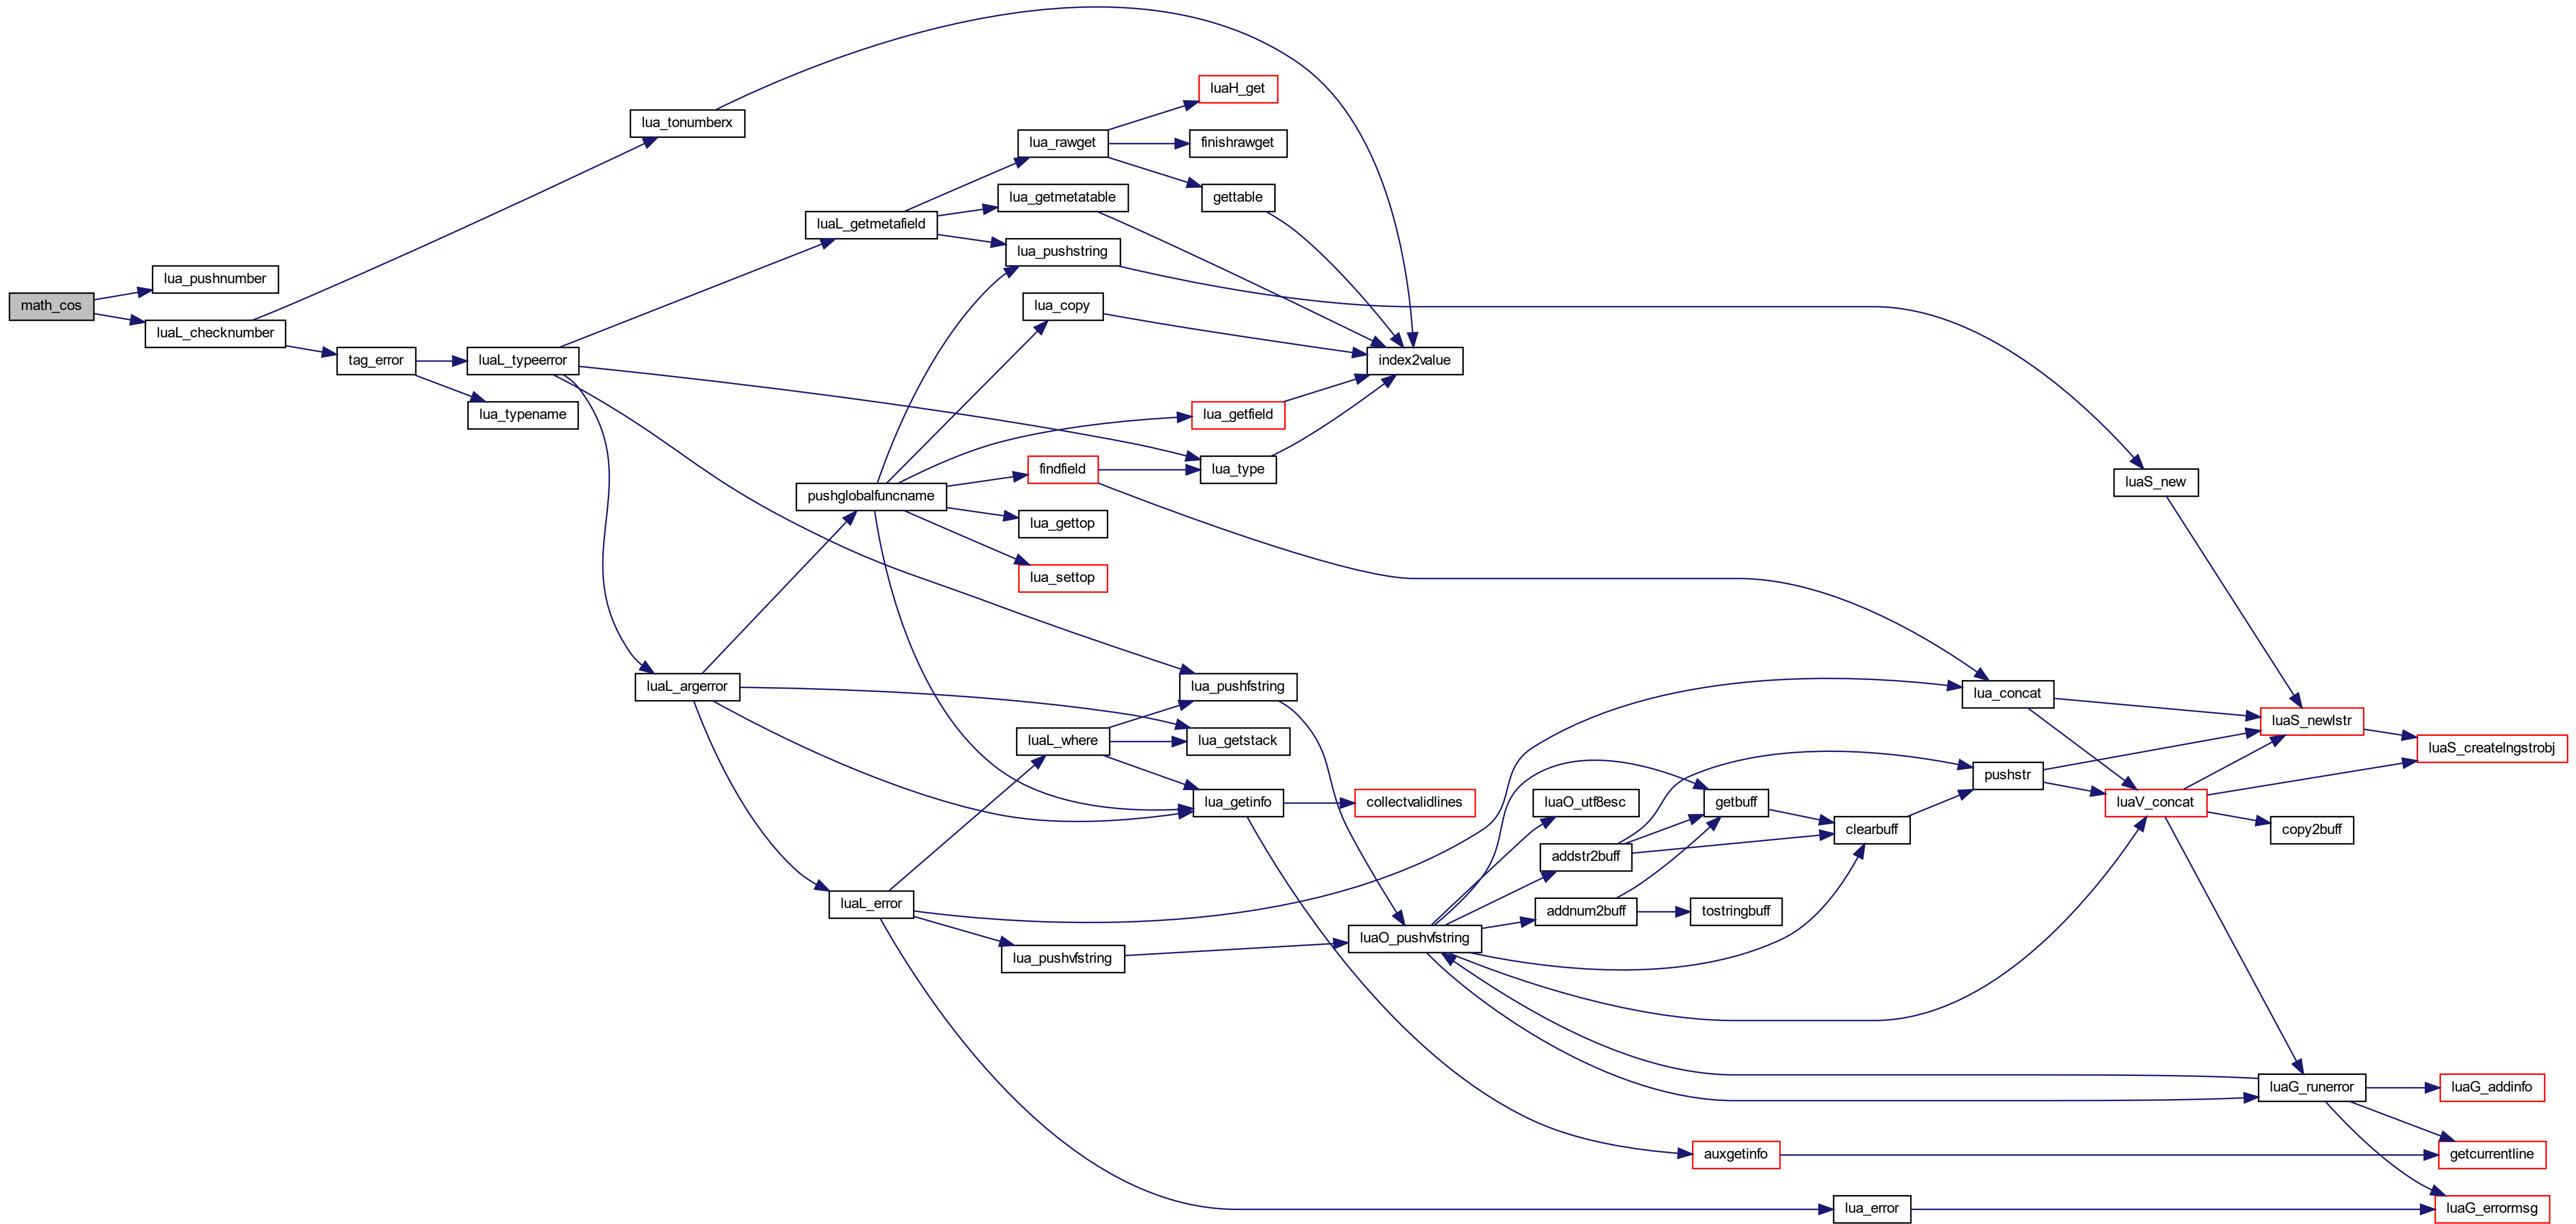 math_cos
lua_pushnumber
luaL_checknumber
lua_tonumberx
tag_error
luaL_typeerror
lua_typename
luaL_getmetafield
lua_rawget
luaH_get
finishrawget
gettable
lua_getmetatable
lua_pushstring
lua_copy
index2value
lua_getfield
findfield
lua_type
pushglobalfuncname
lua_gettop
lua_settop
luaS_new
luaL_argerror
lua_pushfstring
luaL_where
lua_getstack
lua_getinfo
collectvalidlines
lua_concat
luaS_newlstr
luaS_createlngstrobj
pushstr
luaV_concat
copy2buff
luaO_utf8esc
getbuff
clearbuff
addstr2buff
addnum2buff
tostringbuff
luaL_error
lua_pushvfstring
luaO_pushvfstring
luaG_runerror
luaG_addinfo
auxgetinfo
getcurrentline
lua_error
luaG_errormsg